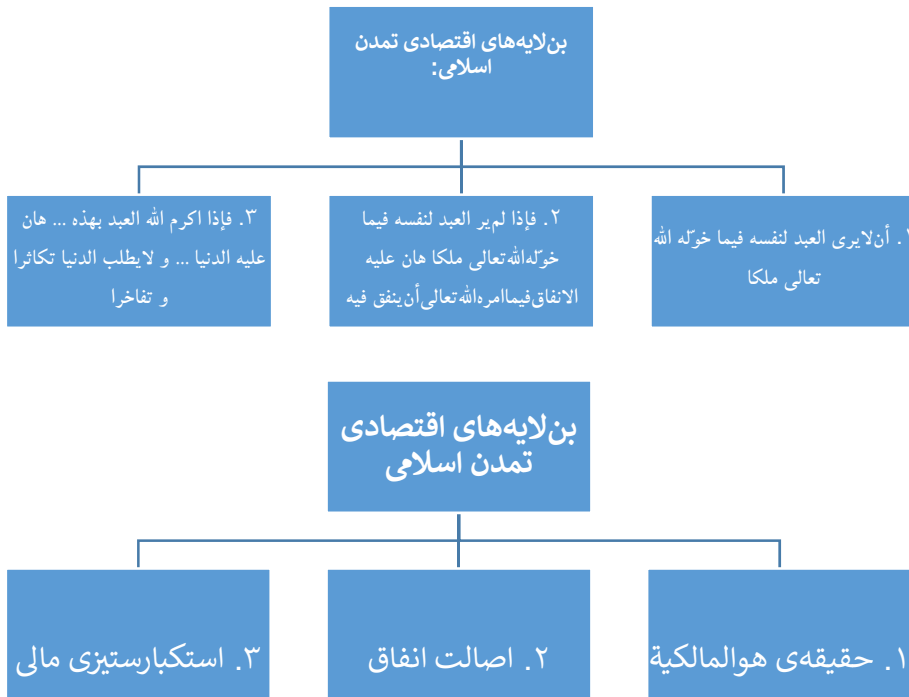 بن‌لایه‌های اقتصادی تمدن
اسلامی:
۱. أن‌لایری العبد لنفسه فیما خوّله الله
تعالی ملکا
۲. فإذا لم‌یر العبد لنفسه فیما
خوّله‌الله‌تعالی ملکا هان علیه
الانفاق‌فیماامره‌الله‌تعالی‌أن‌ینفق فیه
۳. فإذا اکرم الله العبد بهذه ... هان
علیه الدنیا ... و لایطلب الدنیا تکاثرا
و تفاخرا
بن‌لایه‌های اقتصادی
تمدن اسلامی
۱. حقیقه‌ی هوالمالکیة
۲. اصالت انفاق
۳. استکبارستیزی مالی